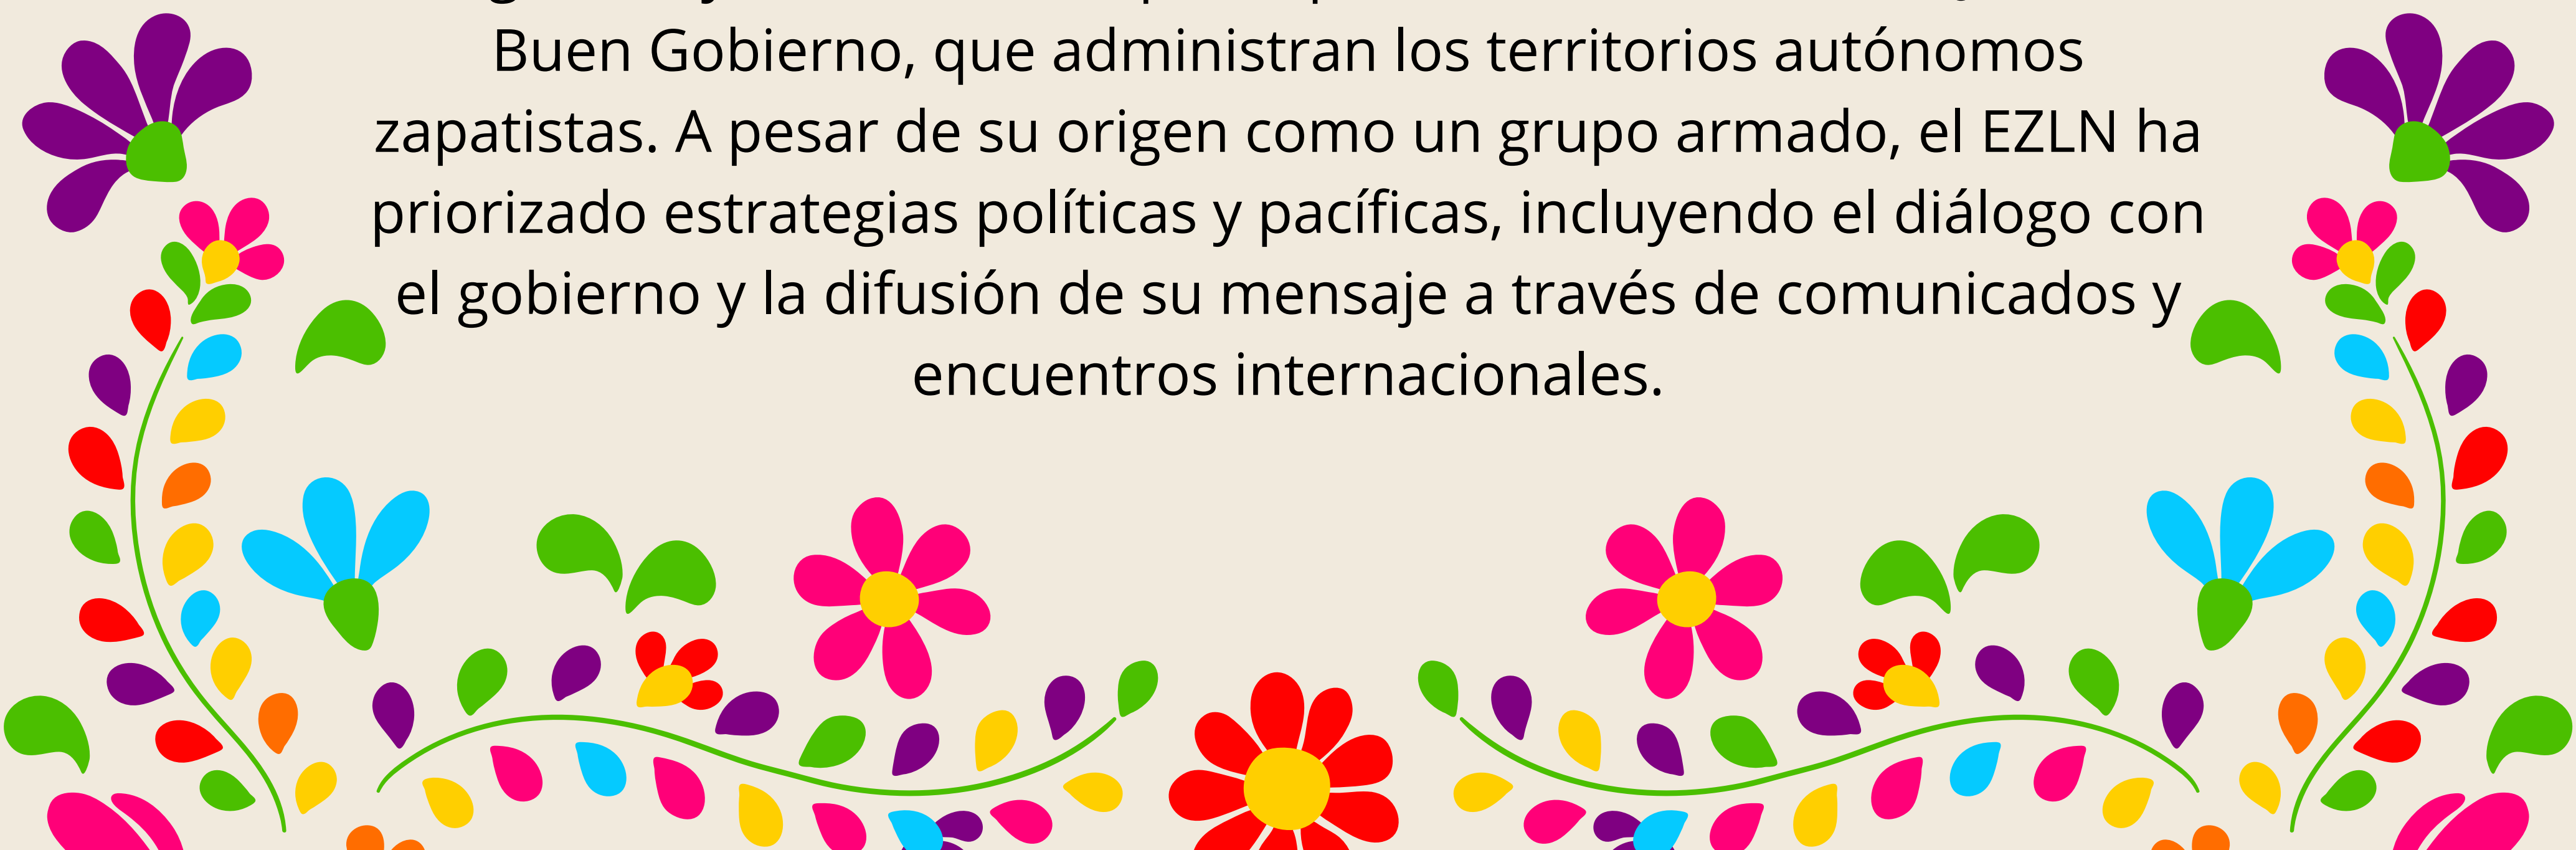 Buen Gobierno, que administran los territorios autónomos
zapatistas. A pesar de su origen como un grupo armado, el EZLN ha
priorizado estrategias políticas y pacíficas, incluyendo el diálogo con
el gobierno y la difusión de su mensaje a través de comunicados y
encuentros internacionales.